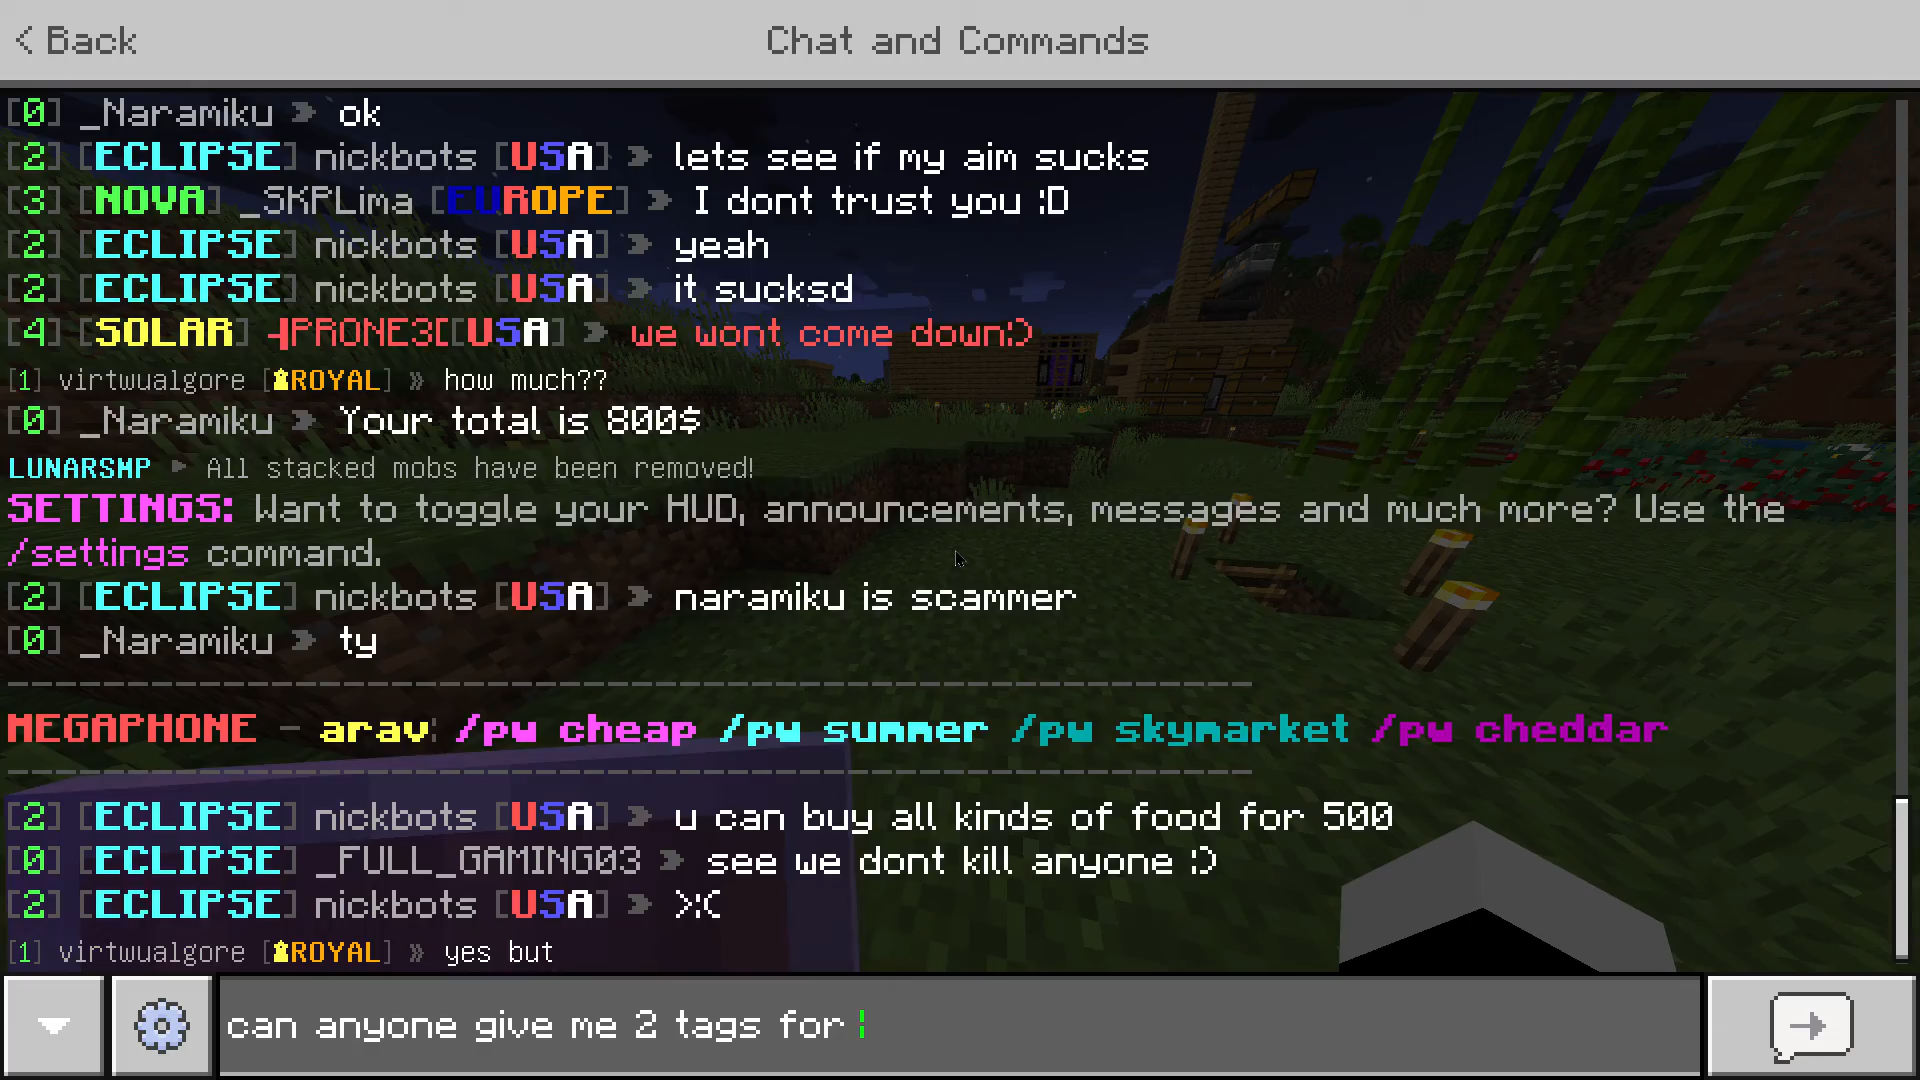 < Back
Chat and Commands
[0] _Naramiku » ok
[2] [ECLIPSE] nickbots [USA] » lets see if my aim sucks
[3] [NOVA] _SKPLima [EUROPE] » I dont trust you :D
[2] [ECLIPSE] nickbots [USA] » yeah
[2] [ECLIPSE] nickbots [USA] » it sucksd
[4] [SOLAR] PRONE3[[USA] » we wont come down:)
[1] virtwualgore [ROYAL] » how much??
[0] _Naramiku » Your total is 800$
LUNARSMP ► All stacked mobs have been removed!
SETTINGS: Want to toggle your HUD, announcements, messages and much more? Use the
/settings command.
[2] [ECLIPSE] nickbots [USA] » naramiku is scammer
[0] _Naramiku » ty
MEGAPHONE - arav: /pw cheap /pw summer /pw skymarket /pw cheddar
[2] [ECLIPSE] nickbots [USA] » u can buy all kinds of food for 500
[0] [ECLIPSE] _FULL_GAMING03 » see we dont kill anyone :)
[2] [ECLIPSE] nickbots [USA] » >:(
[1] virtwualgore [ROYAL] » yes but
can anyone give me 2 tags for